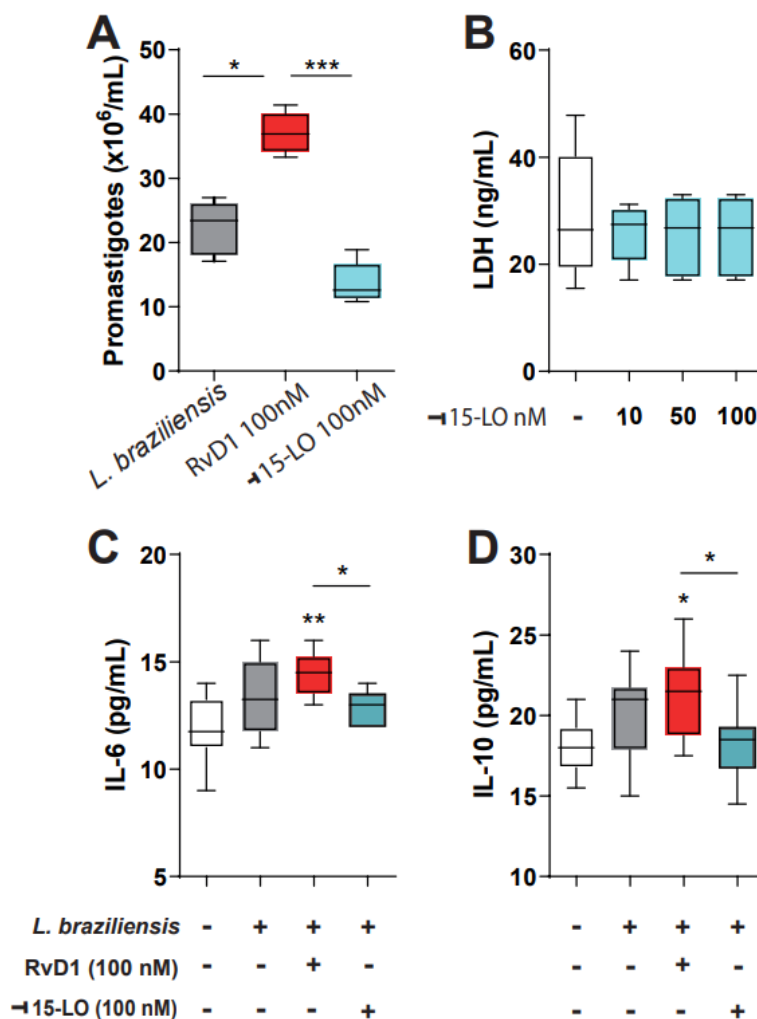 A
B
Promastigotes (x10⁶/mL)
50
40
30
20
10
0
*
***
L. braziliensis
RvD1 100nM
⊣15-LO 100nM
LDH (ng/mL)
60
40
20
0
⊣15-LO nM - 10 50 100
C
D
IL-6 (pg/mL)
20
15
10
5
**
*
IL-10 (pg/mL)
30
25
20
15
10
*
*
L. braziliensis - + + + - + + +
RvD1 (100 nM) - - + - - - + -
⊣15-LO (100 nM) - - - + - - - +